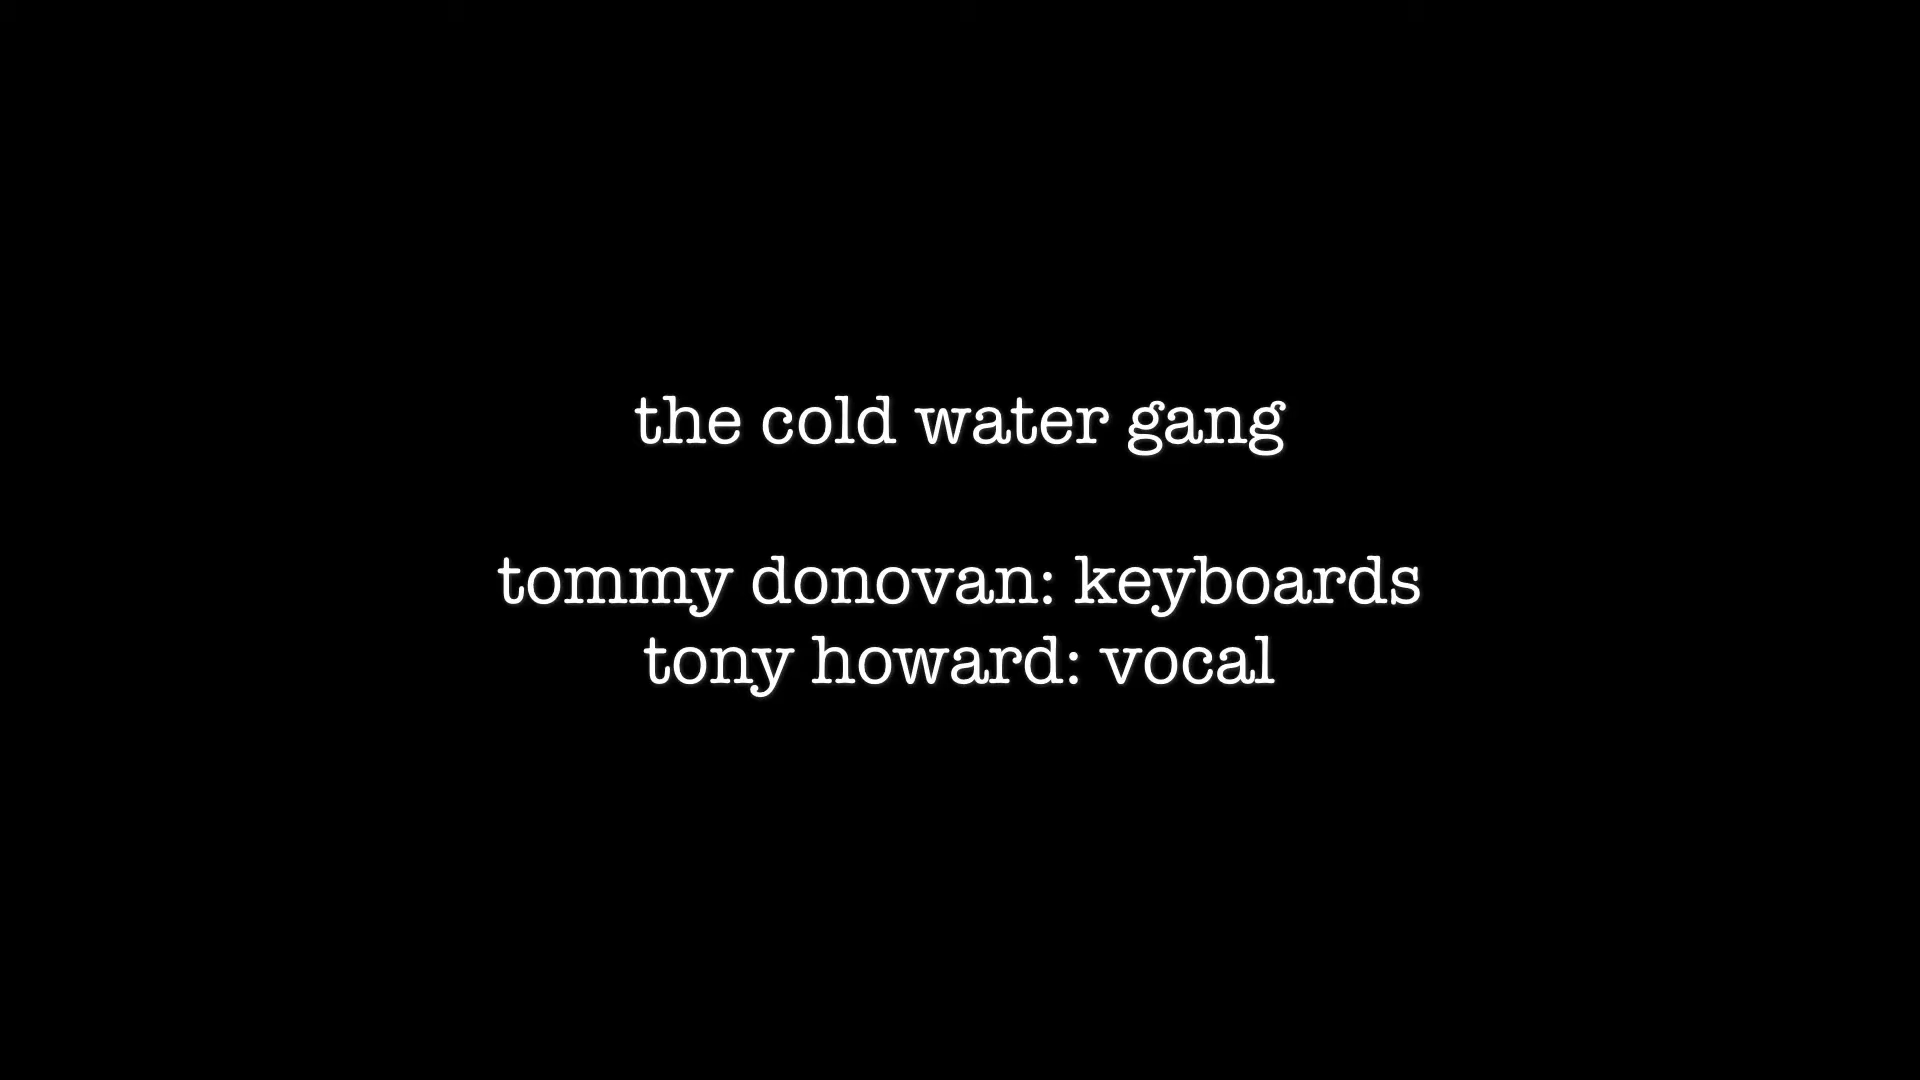 the cold water gang
tommy donovan: keyboards
tony howard: vocal